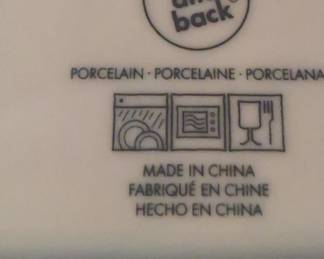 back
PORCELAIN · PORCELAINE · PORCELANA
MADE IN CHINA
FABRIQUÉ EN CHINE
HECHO EN CHINA